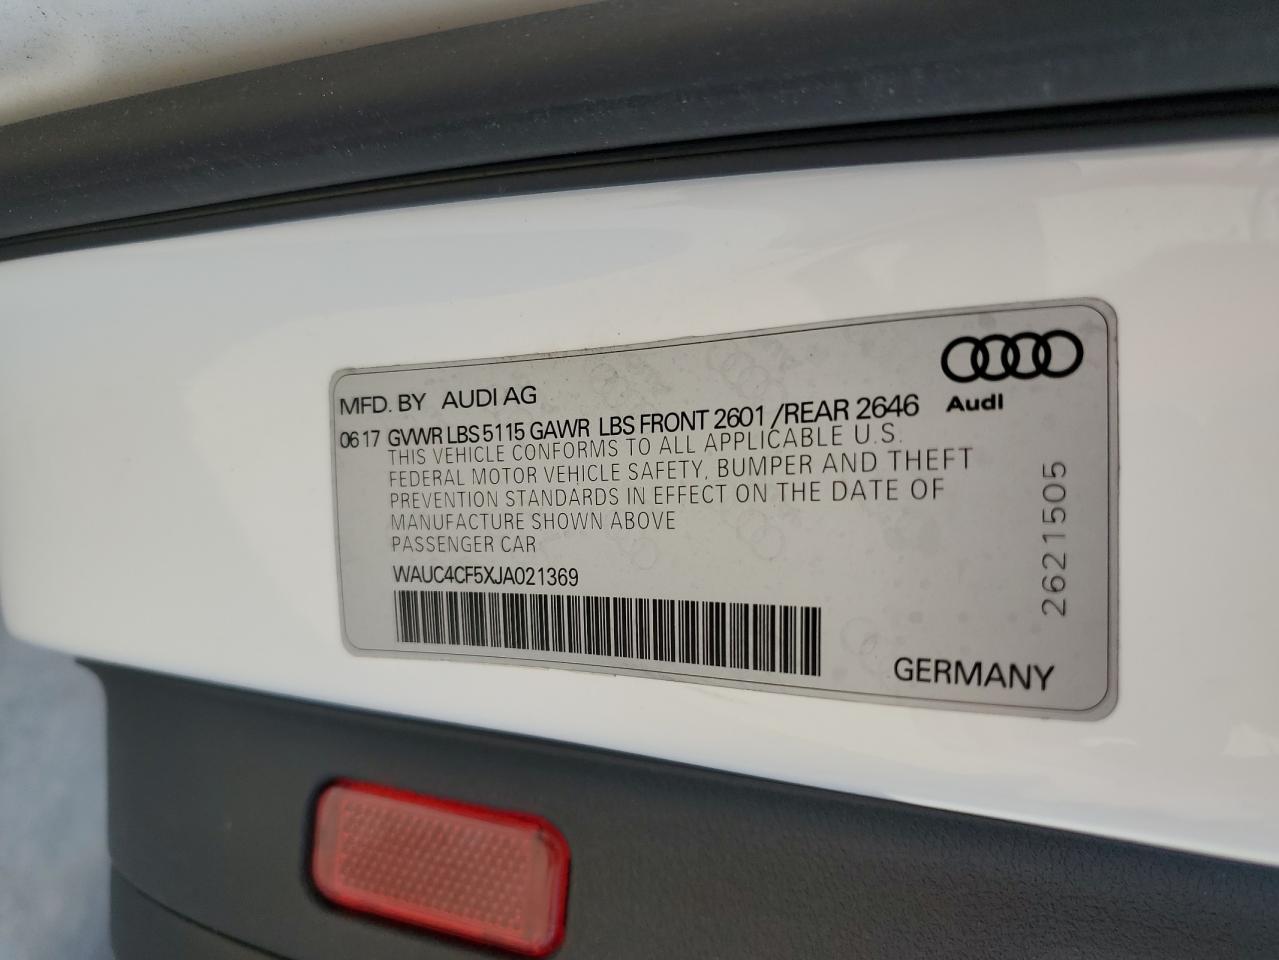 Audi
MFD. BY AUDI AG
06 17 GVWR LBS 5115 GAWR LBS FRONT 2601 /REAR 2646
THIS VEHICLE CONFORMS TO ALL APPLICABLE U.S.
FEDERAL MOTOR VEHICLE SAFETY, BUMPER AND THEFT
PREVENTION STANDARDS IN EFFECT ON THE DATE OF
MANUFACTURE SHOWN ABOVE
PASSENGER CAR
WAUC4CF5XJA021369
GERMANY
2621505